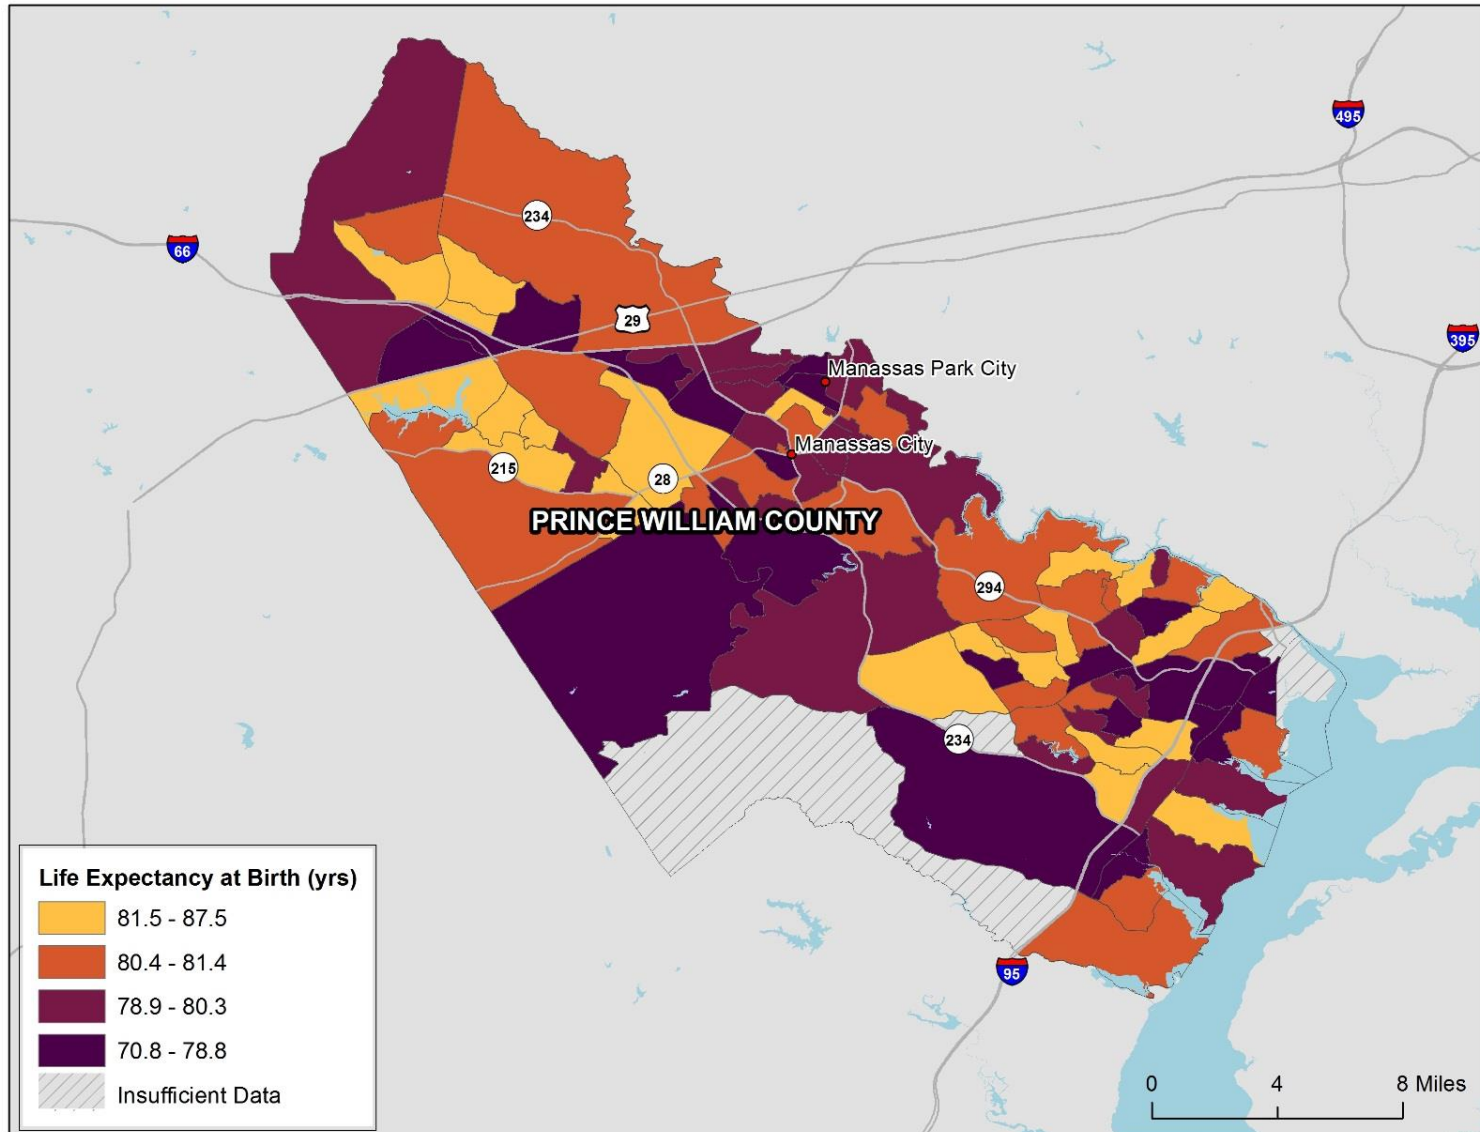 495
234
66
29
395
Manassas Park City
Manassas City
215
28
PRINCE WILLIAM COUNTY
294
234
95
Life Expectancy at Birth (yrs)
81.5 - 87.5
80.4 - 81.4
78.9 - 80.3
70.8 - 78.8
Insufficient Data
0 4 8 Miles